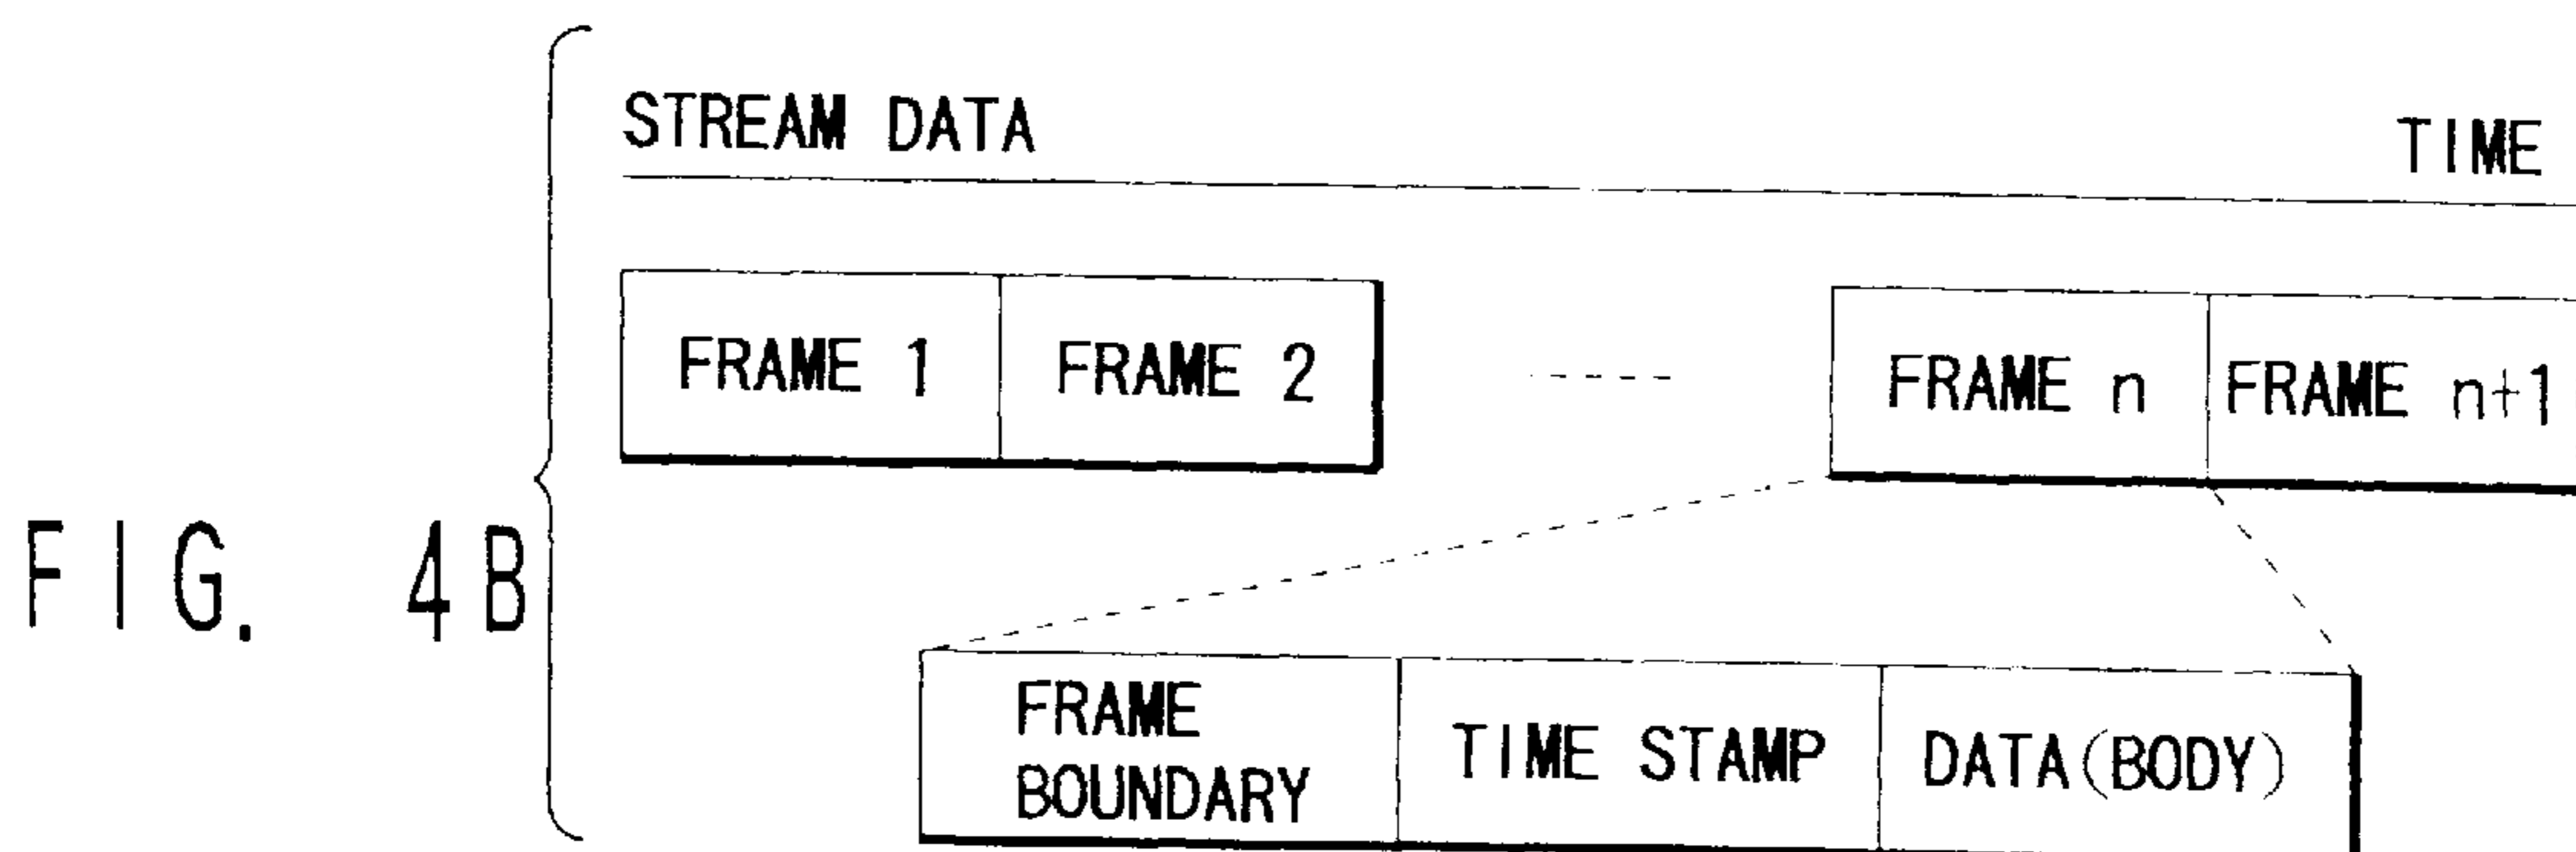 STREAM DATA
TIME
FRAME 1 FRAME 2 FRAME n FRAME n+1
FIG. 4B
FRAME
BOUNDARY
TIME STAMP
DATA(BODY)